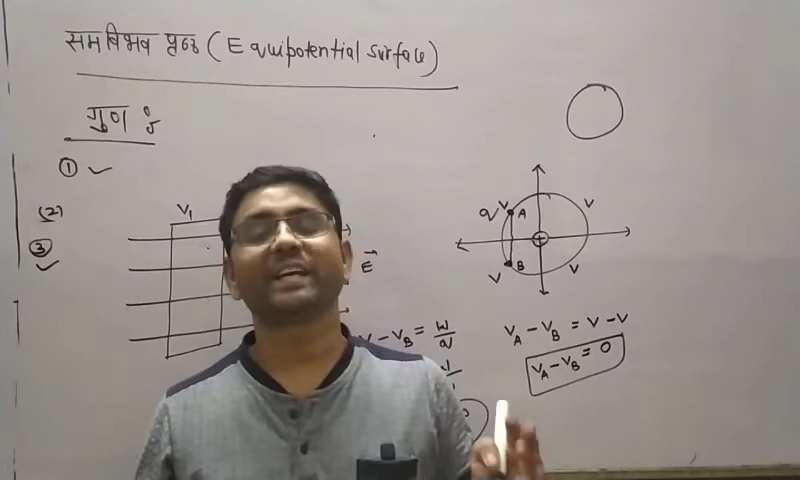 समविभव पृष्ठ (Equipotential surface)
गुण :
①
(2)
③
V₁
E⃗
V
V
q
A
B
V
V
V - V_B = W/q
V_A - V_B = V - V
V_A - V_B = 0